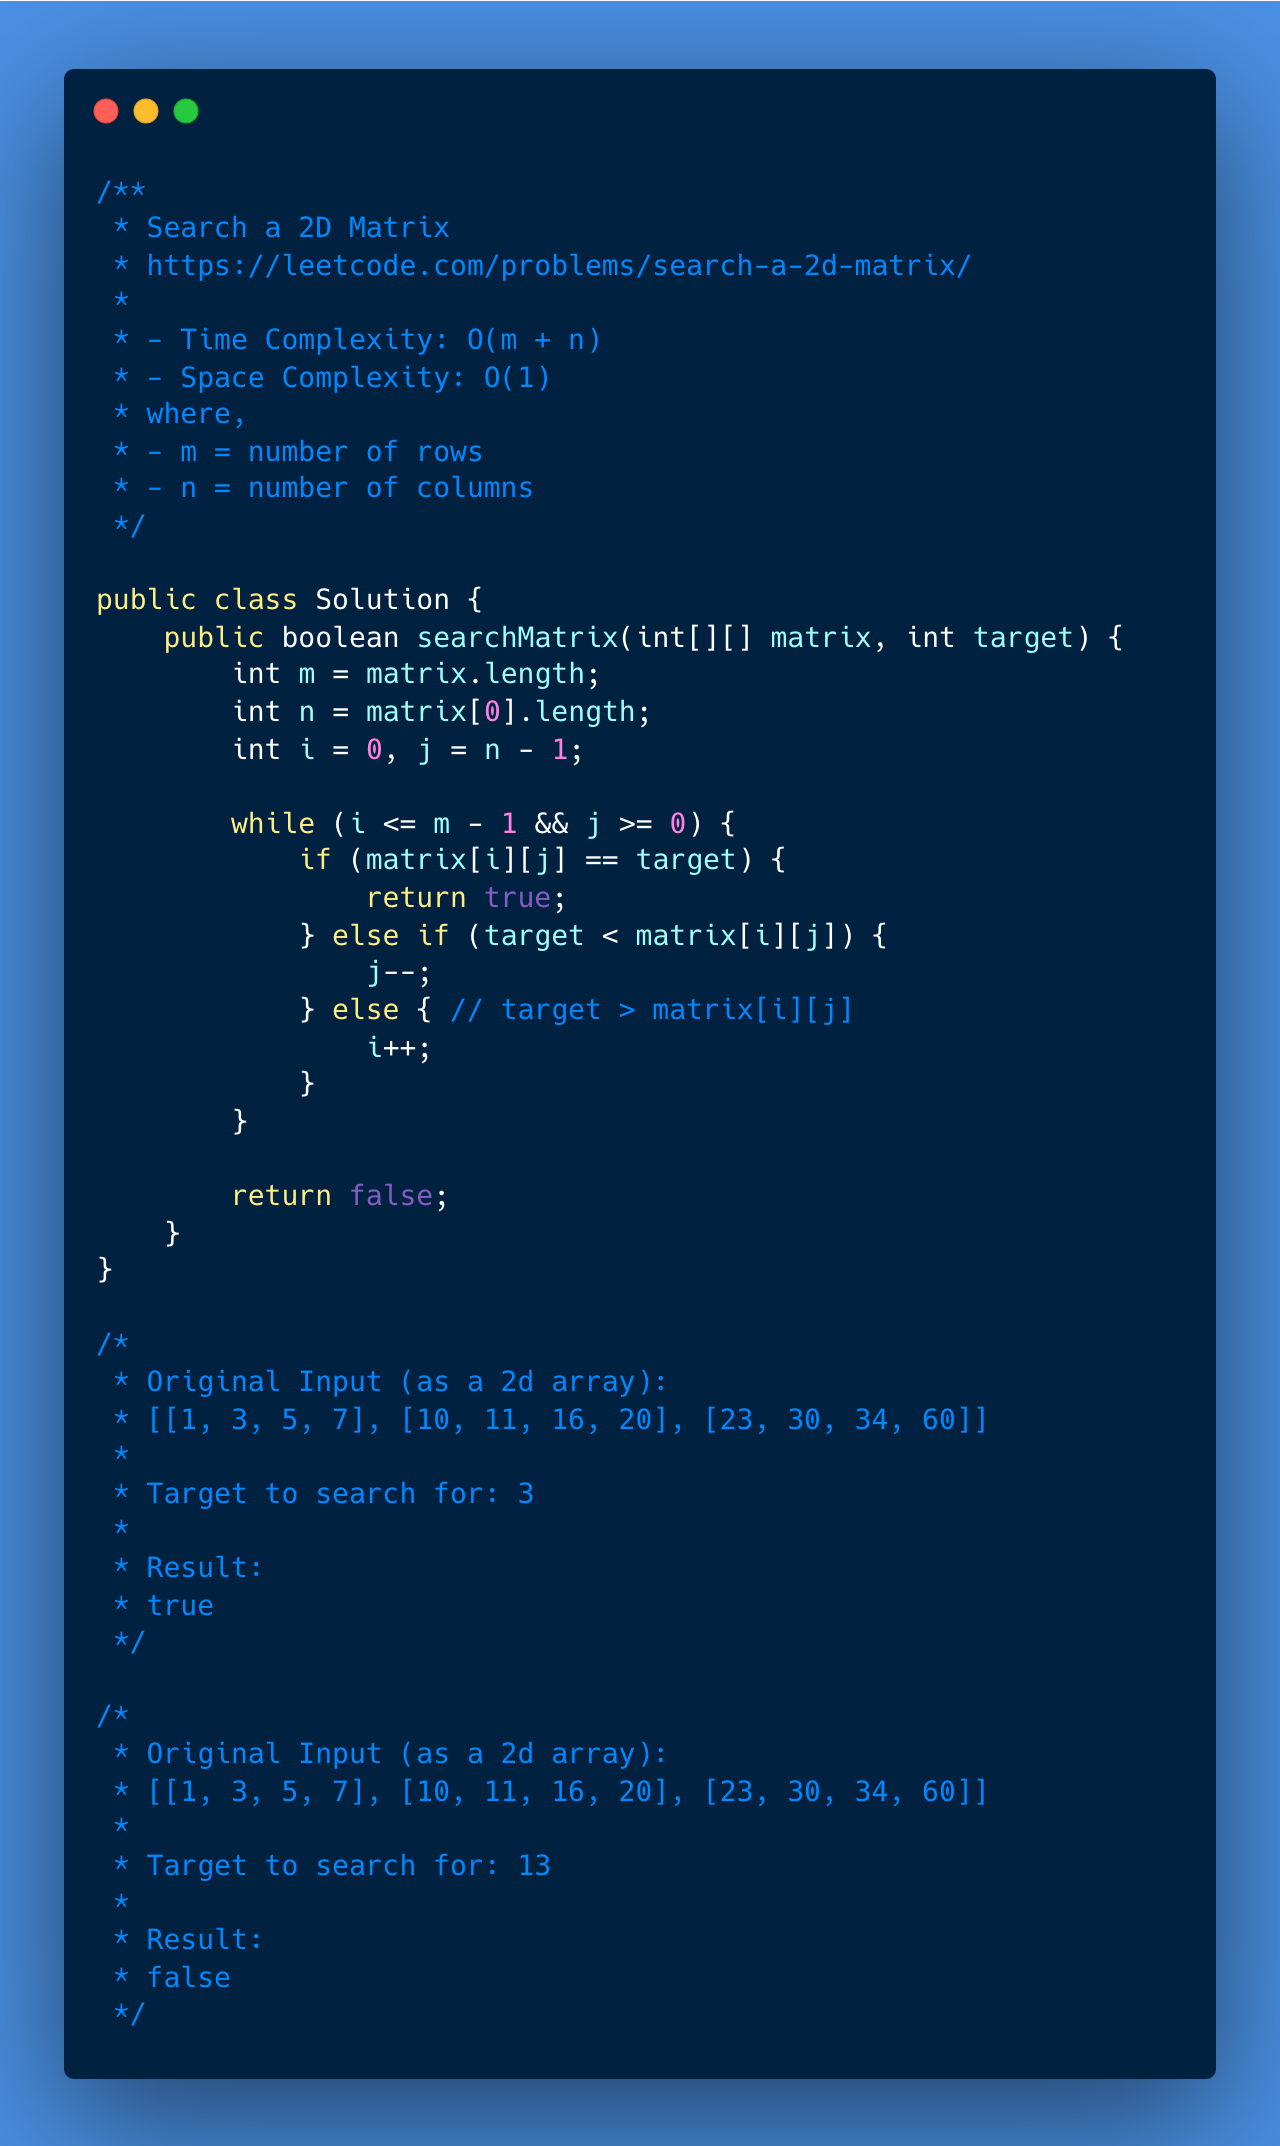 /**
 * Search a 2D Matrix
 * https://leetcode.com/problems/search-a-2d-matrix/
 *
 * - Time Complexity: O(m + n)
 * - Space Complexity: O(1)
 * where,
 * - m = number of rows
 * - n = number of columns
 */

public class Solution {
    public boolean searchMatrix(int[][] matrix, int target) {
        int m = matrix.length;
        int n = matrix[0].length;
        int i = 0, j = n - 1;

        while (i <= m - 1 && j >= 0) {
            if (matrix[i][j] == target) {
                return true;
            } else if (target < matrix[i][j]) {
                j--;
            } else { // target > matrix[i][j]
                i++;
            }
        }

        return false;
    }
}

/*
 * Original Input (as a 2d array):
 * [[1, 3, 5, 7], [10, 11, 16, 20], [23, 30, 34, 60]]
 *
 * Target to search for: 3
 *
 * Result:
 * true
 */

/*
 * Original Input (as a 2d array):
 * [[1, 3, 5, 7], [10, 11, 16, 20], [23, 30, 34, 60]]
 *
 * Target to search for: 13
 *
 * Result:
 * false
 */